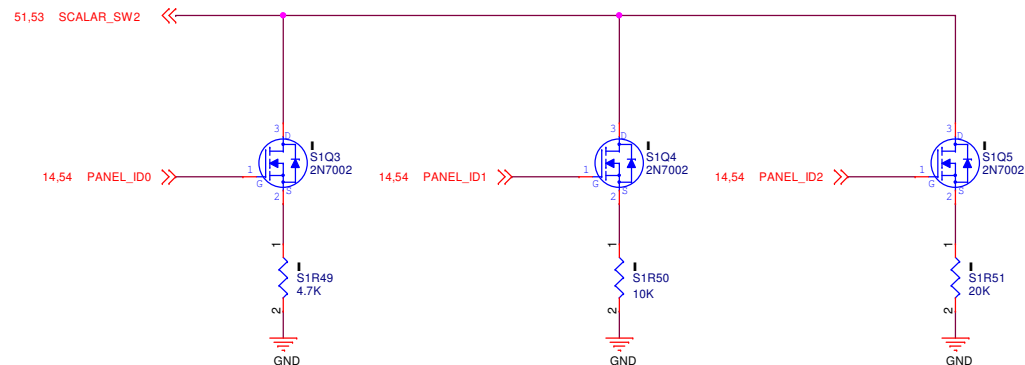 51,53 SCALAR_SW2
3 D
S1Q3
2N7002
14,54 PANEL_ID0
1 G
2 S
1
S1R49
4.7K
2
GND
3 D
S1Q4
2N7002
14,54 PANEL_ID1
1 G
2 S
1
S1R50
10K
2
GND
3 D
S1Q5
2N7002
14,54 PANEL_ID2
1 G
2 S
1
S1R51
20K
2
GND